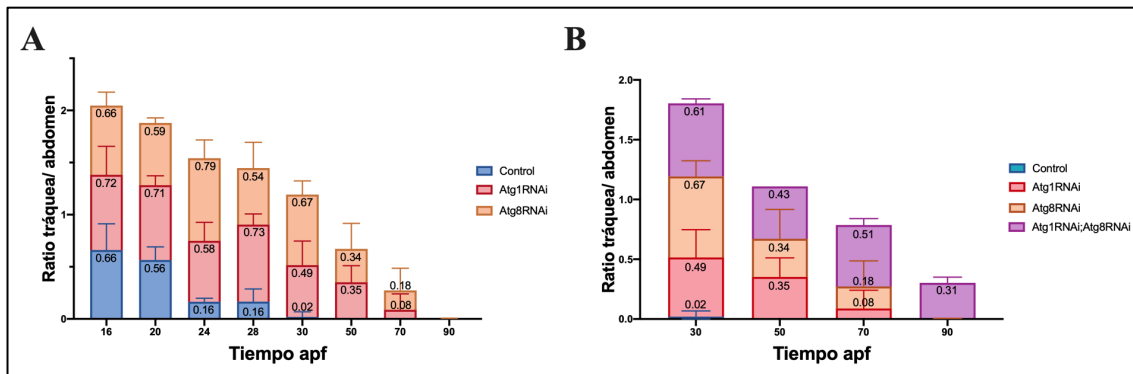 A
Ratio tráquea/ abdomen
2
1
0
0.66
0.59
0.79
0.54
0.67
0.34
0.18
0.72
0.71
0.58
0.73
0.49
0.35
0.08
0.66
0.56
0.16
0.16
0.02
16 20 24 28 30 50 70 90
Tiempo apf
Control
Atg1RNAi
Atg8RNAi
B
Ratio tráquea/ abdomen
2.0
1.5
1.0
0.5
0.0
0.61
0.43
0.51
0.31
0.67
0.34
0.18
0.49
0.35
0.08
0.02
30 50 70 90
Tiempo apf
Control
Atg1RNAi
Atg8RNAi
Atg1RNAi;Atg8RNAi